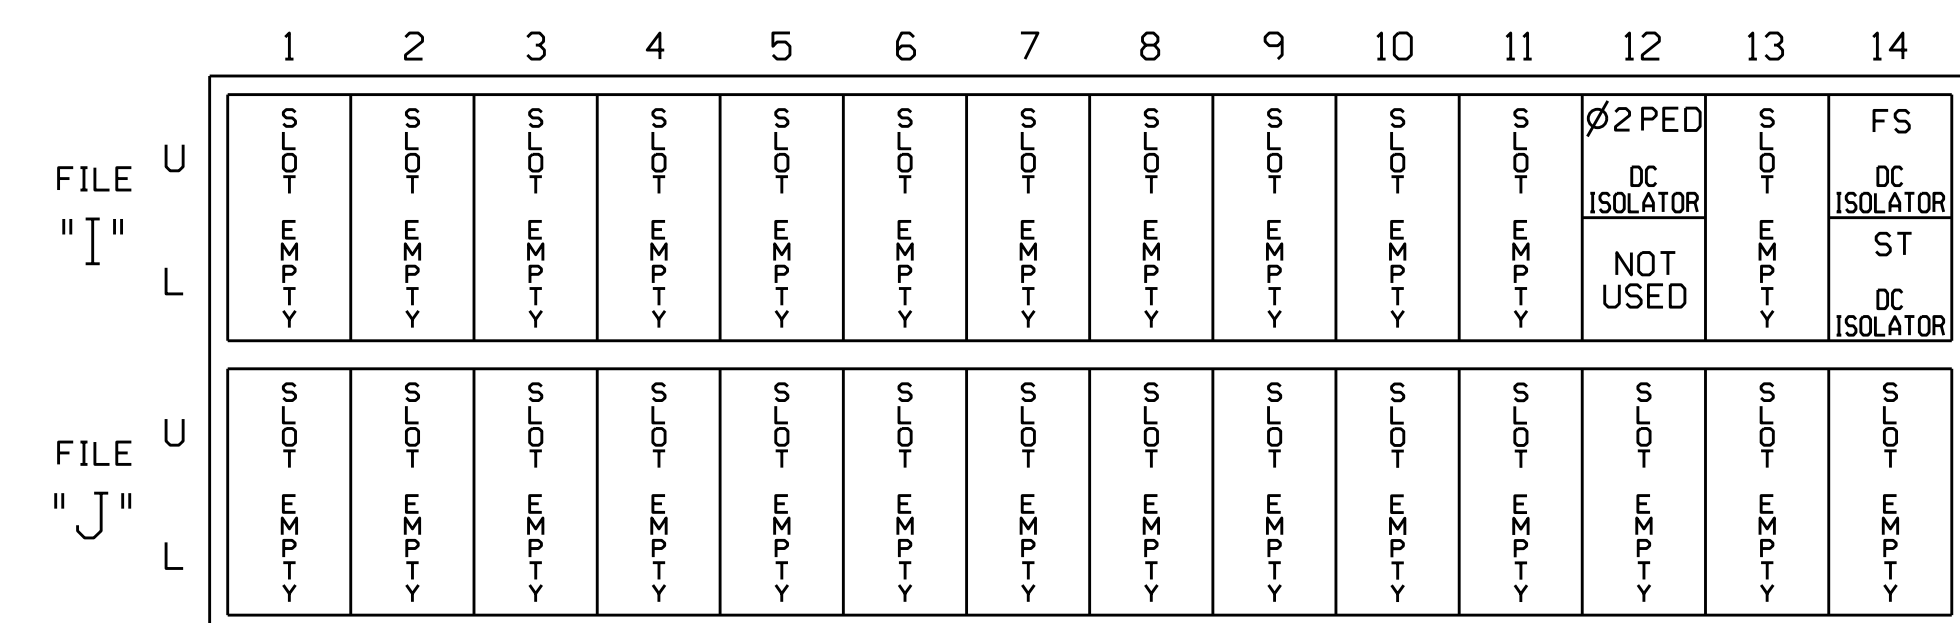 1 2 3 4 5 6 7 8 9 10 11 12 13 14
FILE "I"
U
L
SLOT EMPTY
SLOT EMPTY
SLOT EMPTY
SLOT EMPTY
SLOT EMPTY
SLOT EMPTY
SLOT EMPTY
SLOT EMPTY
SLOT EMPTY
SLOT EMPTY
SLOT EMPTY
Ø2 PED
DC
ISOLATOR
NOT
USED
SLOT EMPTY
FS
DC
ISOLATOR
ST
DC
ISOLATOR
FILE "J"
U
L
SLOT EMPTY
SLOT EMPTY
SLOT EMPTY
SLOT EMPTY
SLOT EMPTY
SLOT EMPTY
SLOT EMPTY
SLOT EMPTY
SLOT EMPTY
SLOT EMPTY
SLOT EMPTY
SLOT EMPTY
SLOT EMPTY
SLOT EMPTY